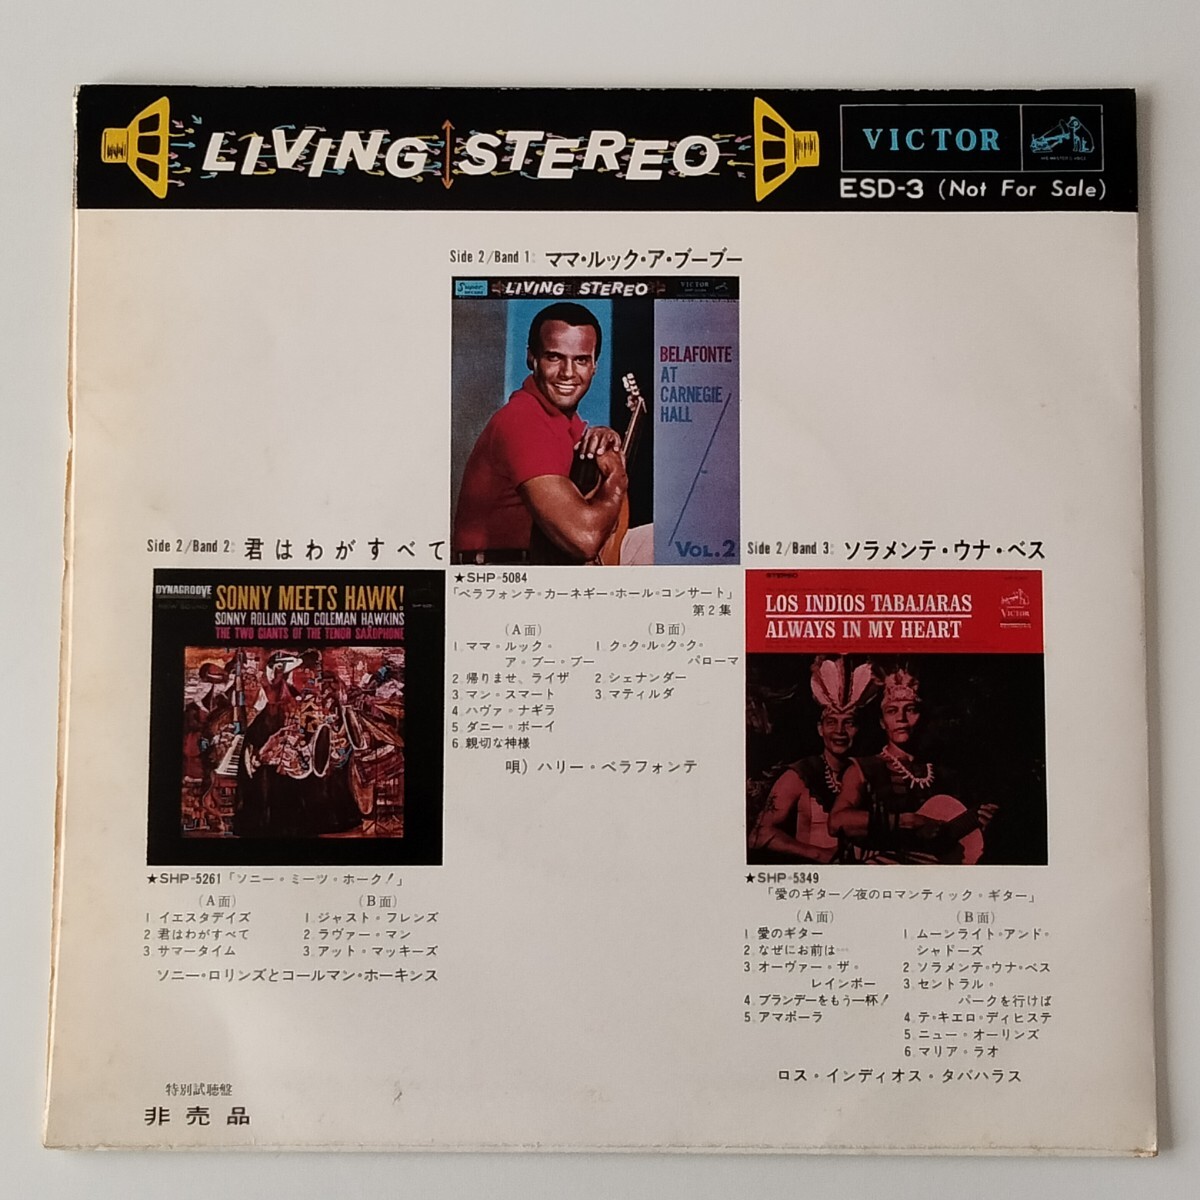 LIVING STEREO
VICTOR
ESD-3 (Not For Sale)
Side 2/Band 1: ママ・ルック・ア・ブーブー
LIVING STEREO
VICTOR
BELAFONTE
AT
CARNEGIE
HALL
VOL.2
★SHP-5084
「ベラフォンテ・カーネギー・ホール・コンサート」
第2集
(A面)
1.ママ・ルック・
ア・ブー・ブー
2.帰りませ、ライザ
3.マン・スマート
4.ハヴァ・ナギラ
5.ダニー・ボーイ
6.親切な神様
(B面)
1.ク・ク・ル・ク・ク・
パローマ
2.シェナンダー
3.マティルダ
唄)ハリー・ベラフォンテ
Side 2/Band 2: 君はわがすべて
DYNAGROOVE
SONNY MEETS HAWK!
SONNY ROLLINS AND COLEMAN HAWKINS
THE TWO GIANTS OF THE TENOR SAXOPHONE
★SHP-5261「ソニー・ミーツ・ホーク!」
(A面)
1.イエスタデイズ
2.君はわがすべて
3.サマータイム
(B面)
1.ジャスト・フレンズ
2.ラヴァー・マン
3.アット・マッキーズ
ソニー・ロリンズとコールマン・ホーキンス
Side 2/Band 3: ソラメンテ・ウナ・ベス
STEREO
LOS INDIOS TABAJARAS
ALWAYS IN MY HEART
VICTOR
★SHP-5349
「愛のギター/夜のロマンティック・ギター」
(A面)
1.愛のギター
2.なぜにお前は…
3.オーヴァー・ザ・
レインボー
4.ブランデーをもう一杯!
5.アマポーラ
(B面)
1.ムーンライト・アンド・
シャドーズ
2.ソラメンテ・ウナ・ベス
3.セントラル・
パークを行けば
4.テ・キエロ・ディヒステ
5.ニュー・オーリンズ
6.マリア・ラオ
ロス・インディオス・タバハラス
特別試聴盤
非売品